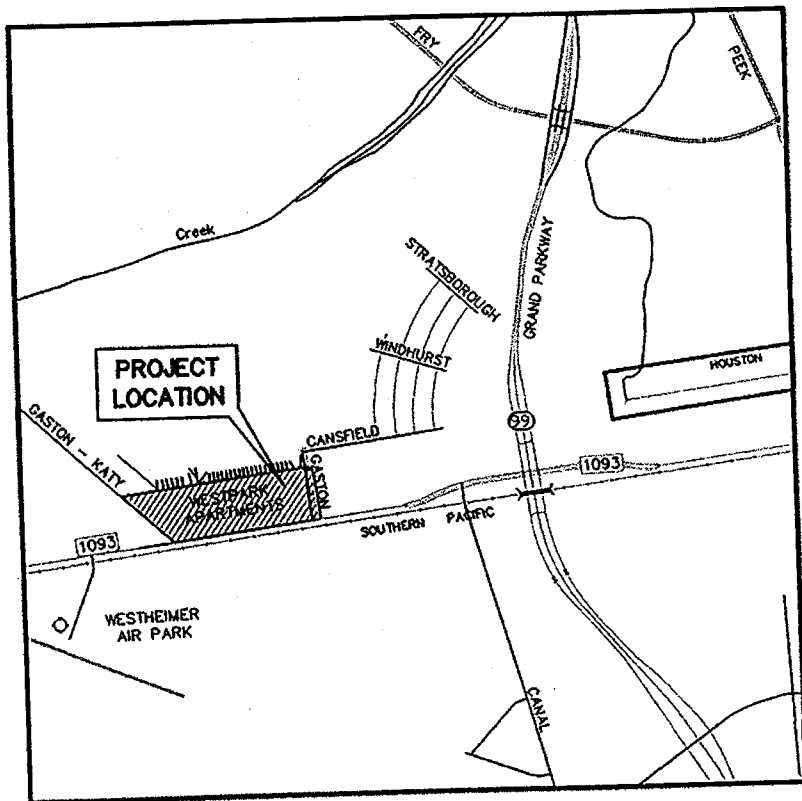 FRY
PEEK
Creek
STRATSBOROUGH
GRAND PARKWAY
WINDHURST
PROJECT
LOCATION
HOUSTON
GASTON - KATY
CANSFIELD
99
GASTON
1093
WESTPARK
APARTMENTS
SOUTHERN PACIFIC
1093
WESTHEIMER
AIR PARK
CANAL